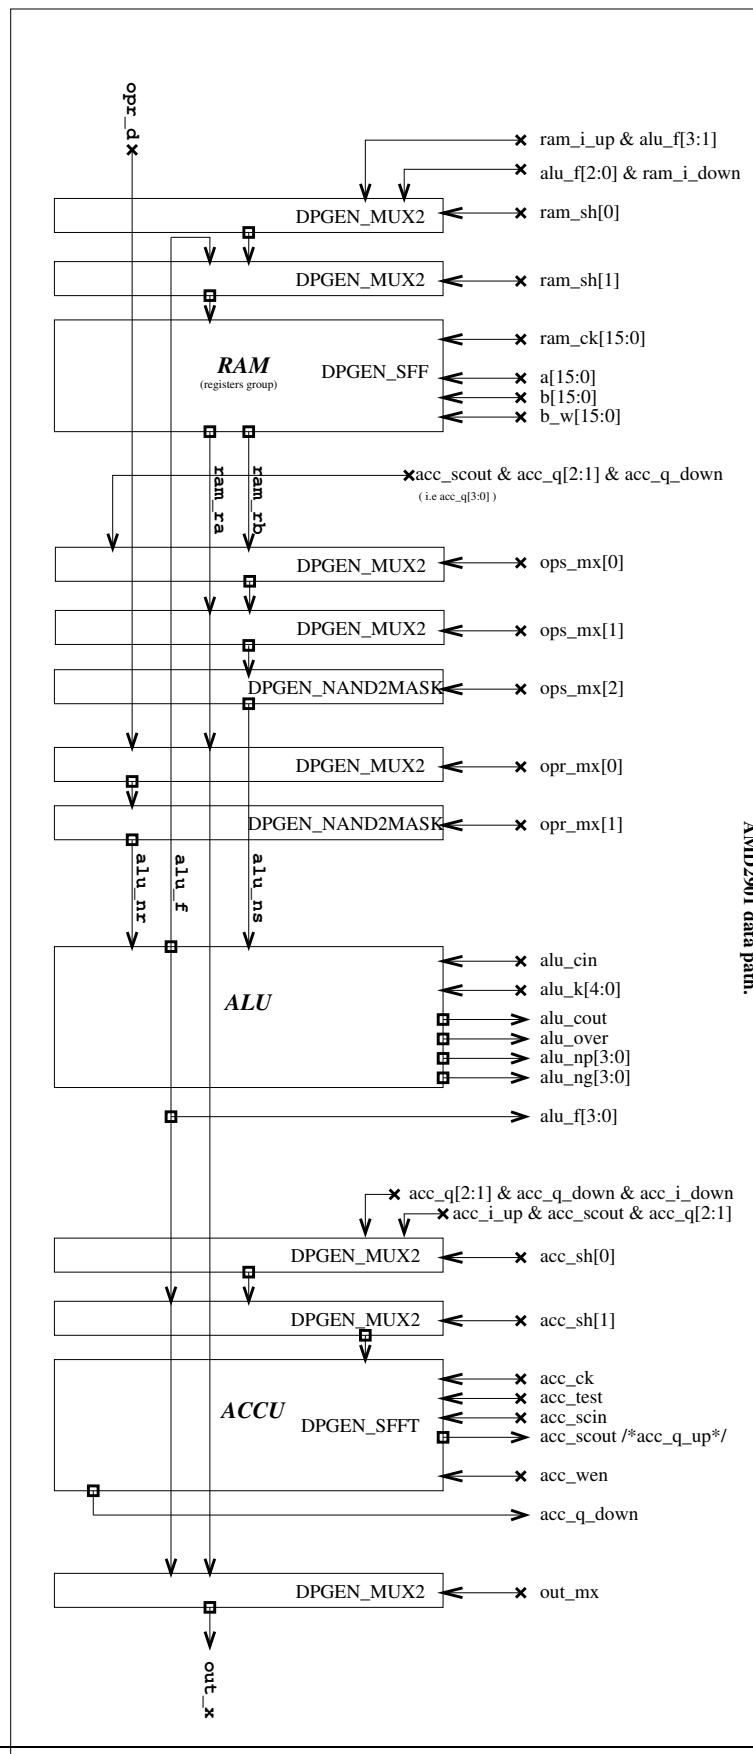 opr_d
ram_i_up & alu_f[3:1]
alu_f[2:0] & ram_i_down
DPGEN_MUX2
ram_sh[0]
DPGEN_MUX2
ram_sh[1]
RAM
(registers group)
DPGEN_SFF
ram_ck[15:0]
a[15:0]
b[15:0]
b_w[15:0]
ram_ra
ram_rb
acc_scout & acc_q[2:1] & acc_q_down
( i.e acc_q[3:0] )
DPGEN_MUX2
ops_mx[0]
DPGEN_MUX2
ops_mx[1]
DPGEN_NAND2MASK
ops_mx[2]
DPGEN_MUX2
opr_mx[0]
DPGEN_NAND2MASK
opr_mx[1]
alu_nr
alu_f
alu_ns
AMD2901 data path.
ALU
alu_cin
alu_k[4:0]
alu_cout
alu_over
alu_np[3:0]
alu_ng[3:0]
alu_f[3:0]
acc_q[2:1] & acc_q_down & acc_i_down
acc_i_up & acc_scout & acc_q[2:1]
DPGEN_MUX2
acc_sh[0]
DPGEN_MUX2
acc_sh[1]
ACCU
DPGEN_SFFT
acc_ck
acc_test
acc_scin
acc_scout /*acc_q_up*/
acc_wen
acc_q_down
DPGEN_MUX2
out_mx
out_x